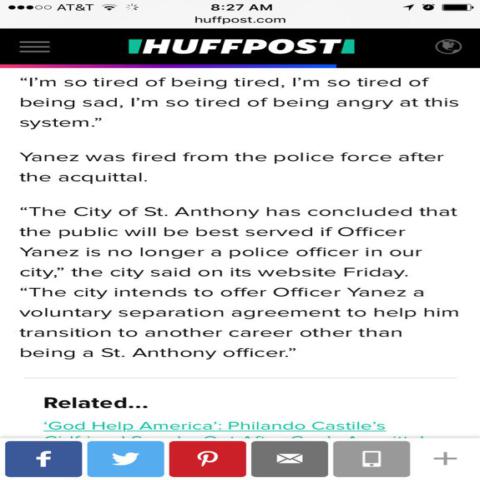 AT&T 8:27 AM
huffpost.com
HUFFPOST
“I’m so tired of being tired, I’m so tired of
being sad, I’m so tired of being angry at this
system.”
Yanez was fired from the police force after
the acquittal.
“The City of St. Anthony has concluded that
the public will be best served if Officer
Yanez is no longer a police officer in our
city,” the city said on its website Friday.
“The city intends to offer Officer Yanez a
voluntary separation agreement to help him
transition to another career other than
being a St. Anthony officer.”
Related...
‘God Help America’: Philando Castile’s